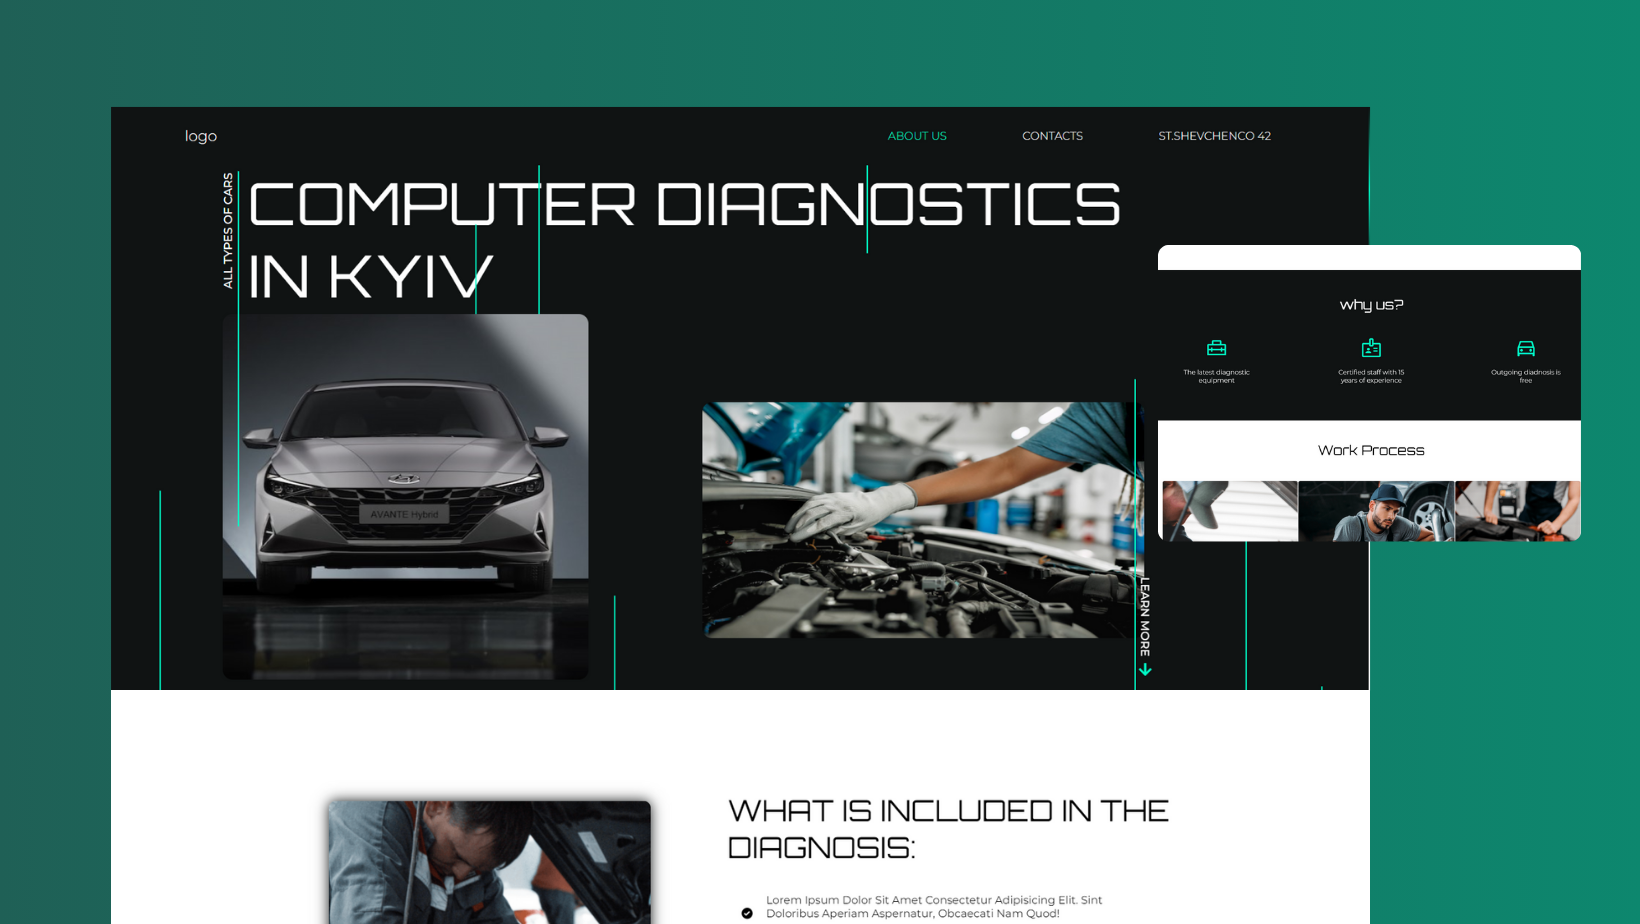 logo
ABOUT US
CONTACTS
ST.SHEVCHENCO 42
ALL TYPES OF CARS
COMPUTER DIAGNOSTICS
IN KYIV
AVANTE Hybrid
LEARN MORE
why us?
The latest diagnostic
equipment
Certified staff with 15
years of experience
Outgoing diadnosis is
free
Work Process
WHAT IS INCLUDED IN THE
DIAGNOSIS:
Lorem Ipsum Dolor Sit Amet Consectetur Adipisicing Elit. Sint
Doloribus Aperiam Aspernatur, Obcaecati Nam Quod!